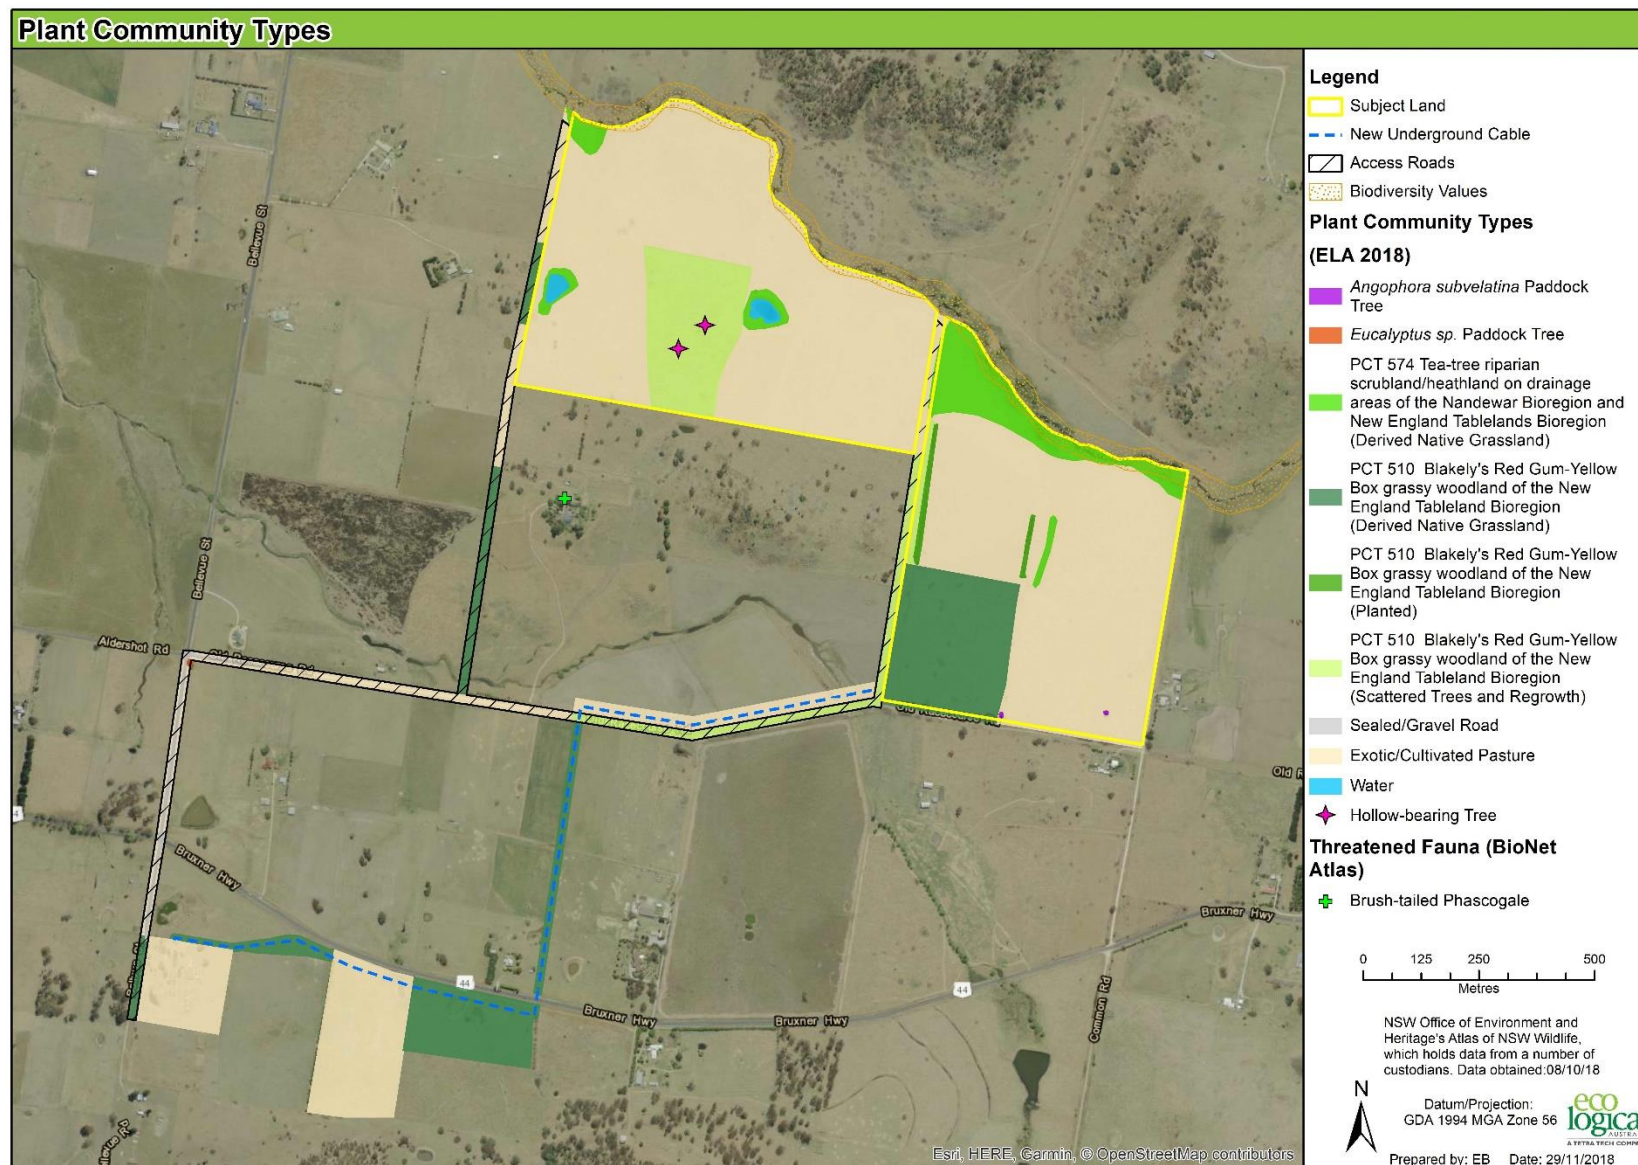 Plant Community Types
Bellevue St
Bellevue St
Aldershot Rd
Bruxner Hwy
44
Bruxner Hwy
Bruxner Hwy
44
Bruxner Hwy
Common Rd
Esri, HERE, Garmin, © OpenStreetMap contributors
Legend
Subject Land
New Underground Cable
Access Roads
Biodiversity Values
Plant Community Types
(ELA 2018)
Angophora subvelatina Paddock
Tree
Eucalyptus sp. Paddock Tree
PCT 574 Tea-tree riparian
scrubland/heathland on drainage
areas of the Nandewar Bioregion and
New England Tablelands Bioregion
(Derived Native Grassland)
PCT 510 Blakely's Red Gum-Yellow
Box grassy woodland of the New
England Tableland Bioregion
(Derived Native Grassland)
PCT 510 Blakely's Red Gum-Yellow
Box grassy woodland of the New
England Tableland Bioregion
(Planted)
PCT 510 Blakely's Red Gum-Yellow
Box grassy woodland of the New
England Tableland Bioregion
(Scattered Trees and Regrowth)
Sealed/Gravel Road
Exotic/Cultivated Pasture
Water
Hollow-bearing Tree
Threatened Fauna (BioNet
Atlas)
Brush-tailed Phascogale
0 125 250 500
Metres
NSW Office of Environment and
Heritage's Atlas of NSW Wildlife,
which holds data from a number of
custodians. Data obtained:08/10/18
N
Datum/Projection:
GDA 1994 MGA Zone 56
eco
logical
AUSTRALIA
A TETRA TECH COMP
Prepared by: EB Date: 29/11/2018